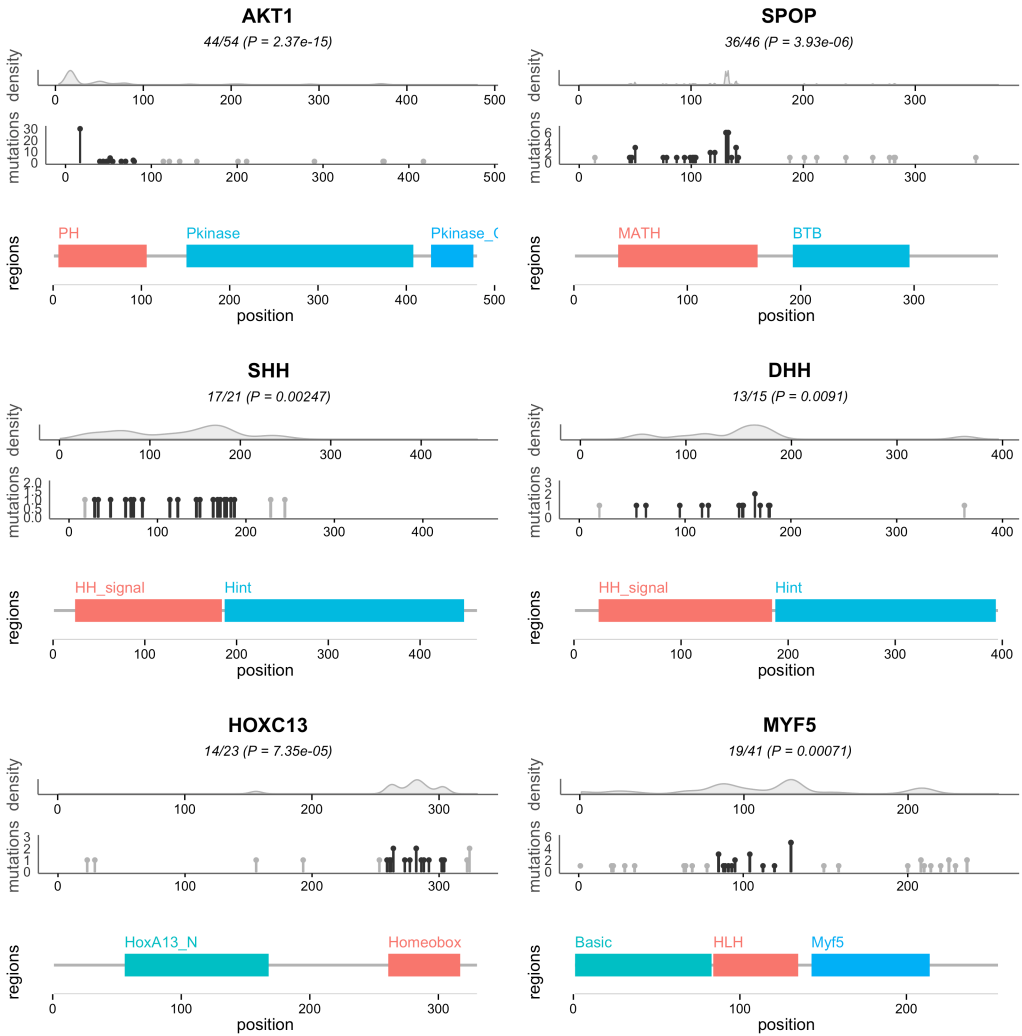 AKT1
44/54 (P = 2.37e-15)
density
0 100 200 300 400 500
mutations
30
20
10
0
0 100 200 300 400 500
regions
PH Pkinase Pkinase_C
0 100 200 300 400 500
position
SPOP
36/46 (P = 3.93e-06)
density
0 100 200 300
mutations
6
4
2
0
0 100 200 300
regions
MATH BTB
0 100 200 300
position
SHH
17/21 (P = 0.00247)
density
0 100 200 300 400
mutations
2.0
1.5
1.0
0.5
0.0
0 100 200 300 400
regions
HH_signal Hint
0 100 200 300 400
position
DHH
13/15 (P = 0.0091)
density
0 100 200 300 400
mutations
3
2
1
0
0 100 200 300 400
regions
HH_signal Hint
0 100 200 300 400
position
HOXC13
14/23 (P = 7.35e-05)
density
0 100 200 300
mutations
3
2
1
0
0 100 200 300
regions
HoxA13_N Homeobox
0 100 200 300
position
MYF5
19/41 (P = 0.00071)
density
0 100 200
mutations
6
4
2
0
0 100 200
regions
Basic HLH Myf5
0 100 200
position